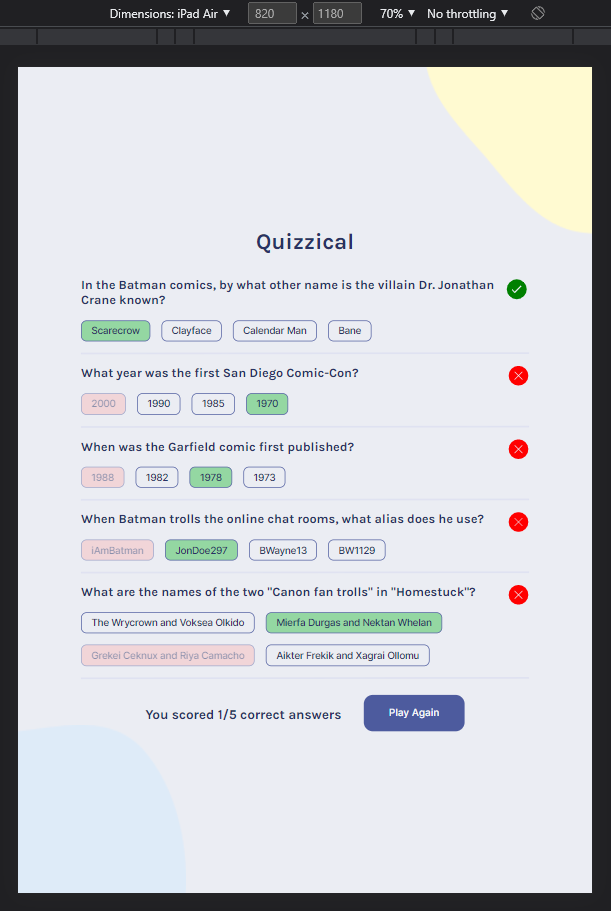 Dimensions: iPad Air ▼ 820 × 1180 70% ▼ No throttling ▼
Quizzical
In the Batman comics, by what other name is the villain Dr. Jonathan
Crane known?
Scarecrow Clayface Calendar Man Bane
What year was the first San Diego Comic-Con?
2000 1990 1985 1970
When was the Garfield comic first published?
1988 1982 1978 1973
When Batman trolls the online chat rooms, what alias does he use?
iAmBatman JonDoe297 BWayne13 BW1129
What are the names of the two "Canon fan trolls" in "Homestuck"?
The Wrycrown and Voksea Olkido Mierfa Durgas and Nektan Whelan
Grekei Ceknux and Riya Camacho Aikter Frekik and Xagrai Ollomu
You scored 1/5 correct answers Play Again